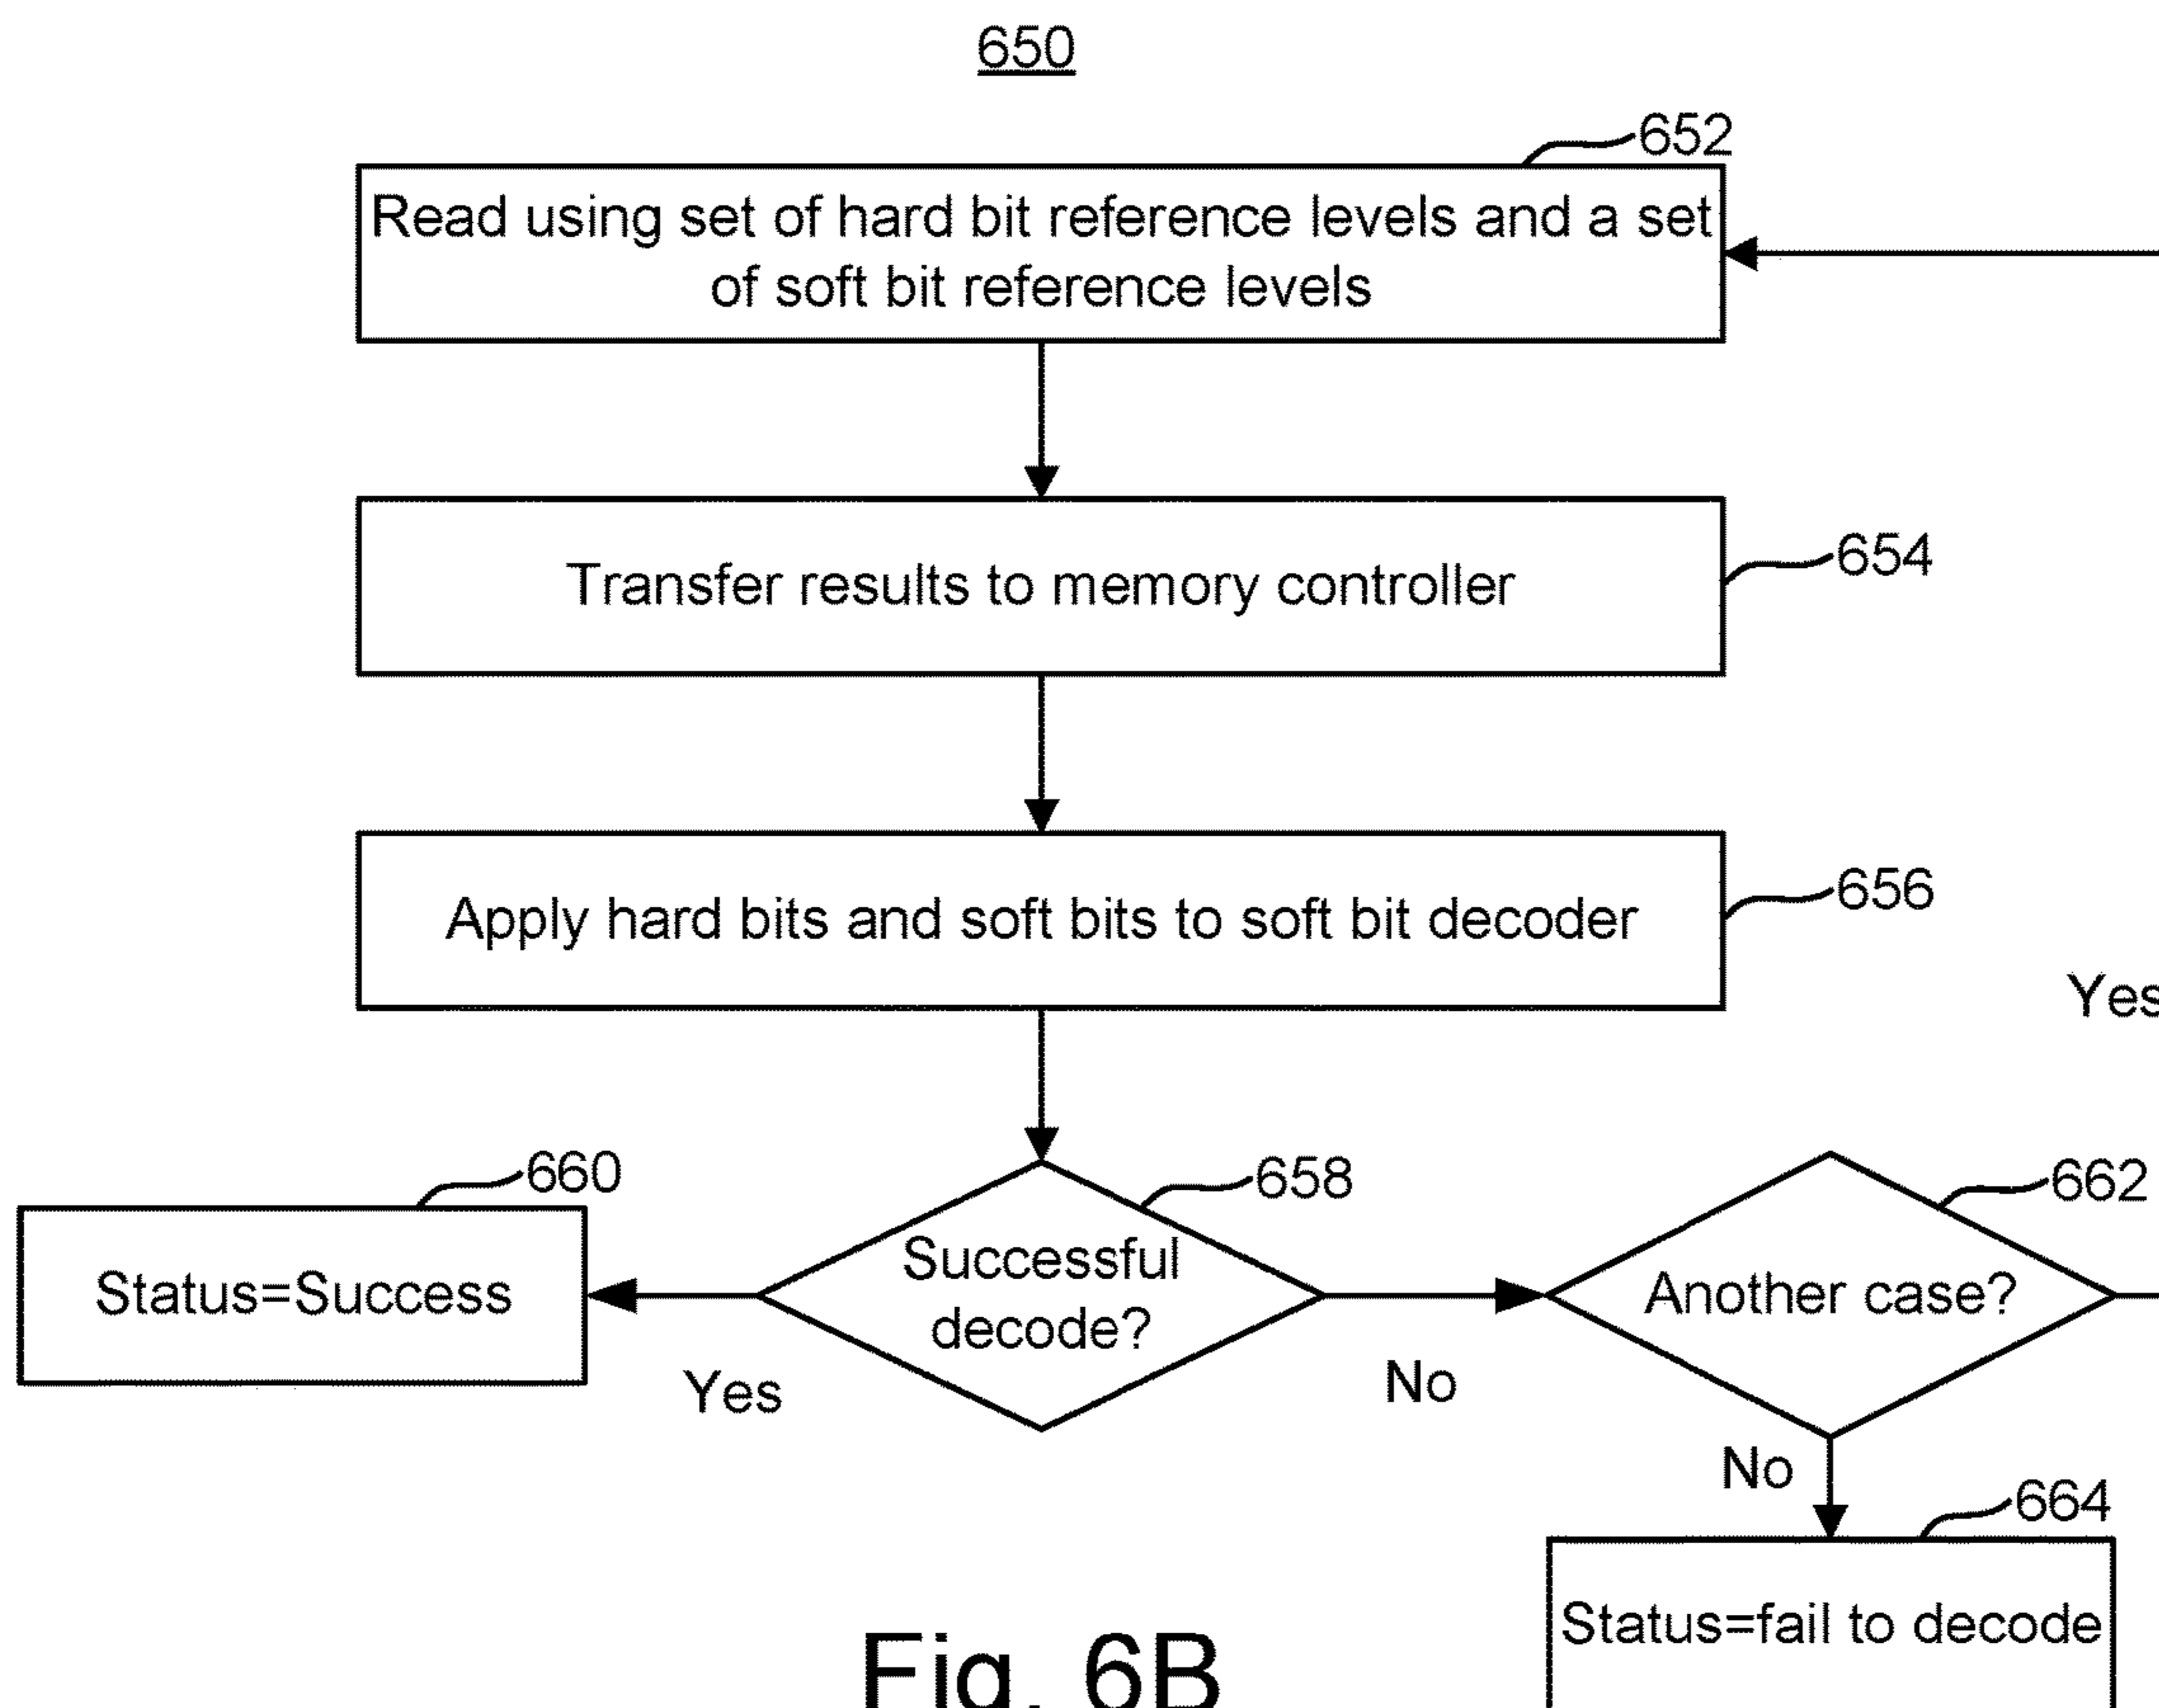 650
652
Read using set of hard bit reference levels and a set
of soft bit reference levels
654
Transfer results to memory controller
656
Apply hard bits and soft bits to soft bit decoder
Yes
660
658
662
Status=Success
Successful
decode?
Another case?
Yes
No
No
664
Status=fail to decode
Fig. 6B